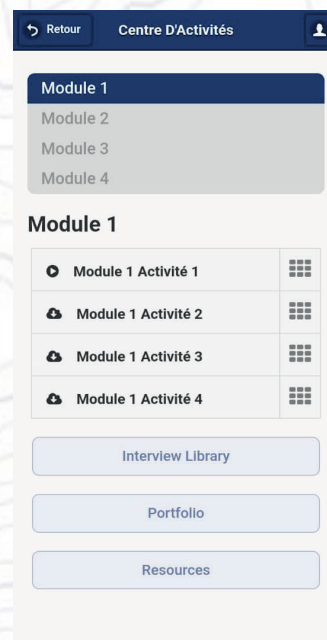 Retour
Centre D'Activités
Module 1
Module 2
Module 3
Module 4
Module 1
Module 1 Activité 1
Module 1 Activité 2
Module 1 Activité 3
Module 1 Activité 4
Interview Library
Portfolio
Resources